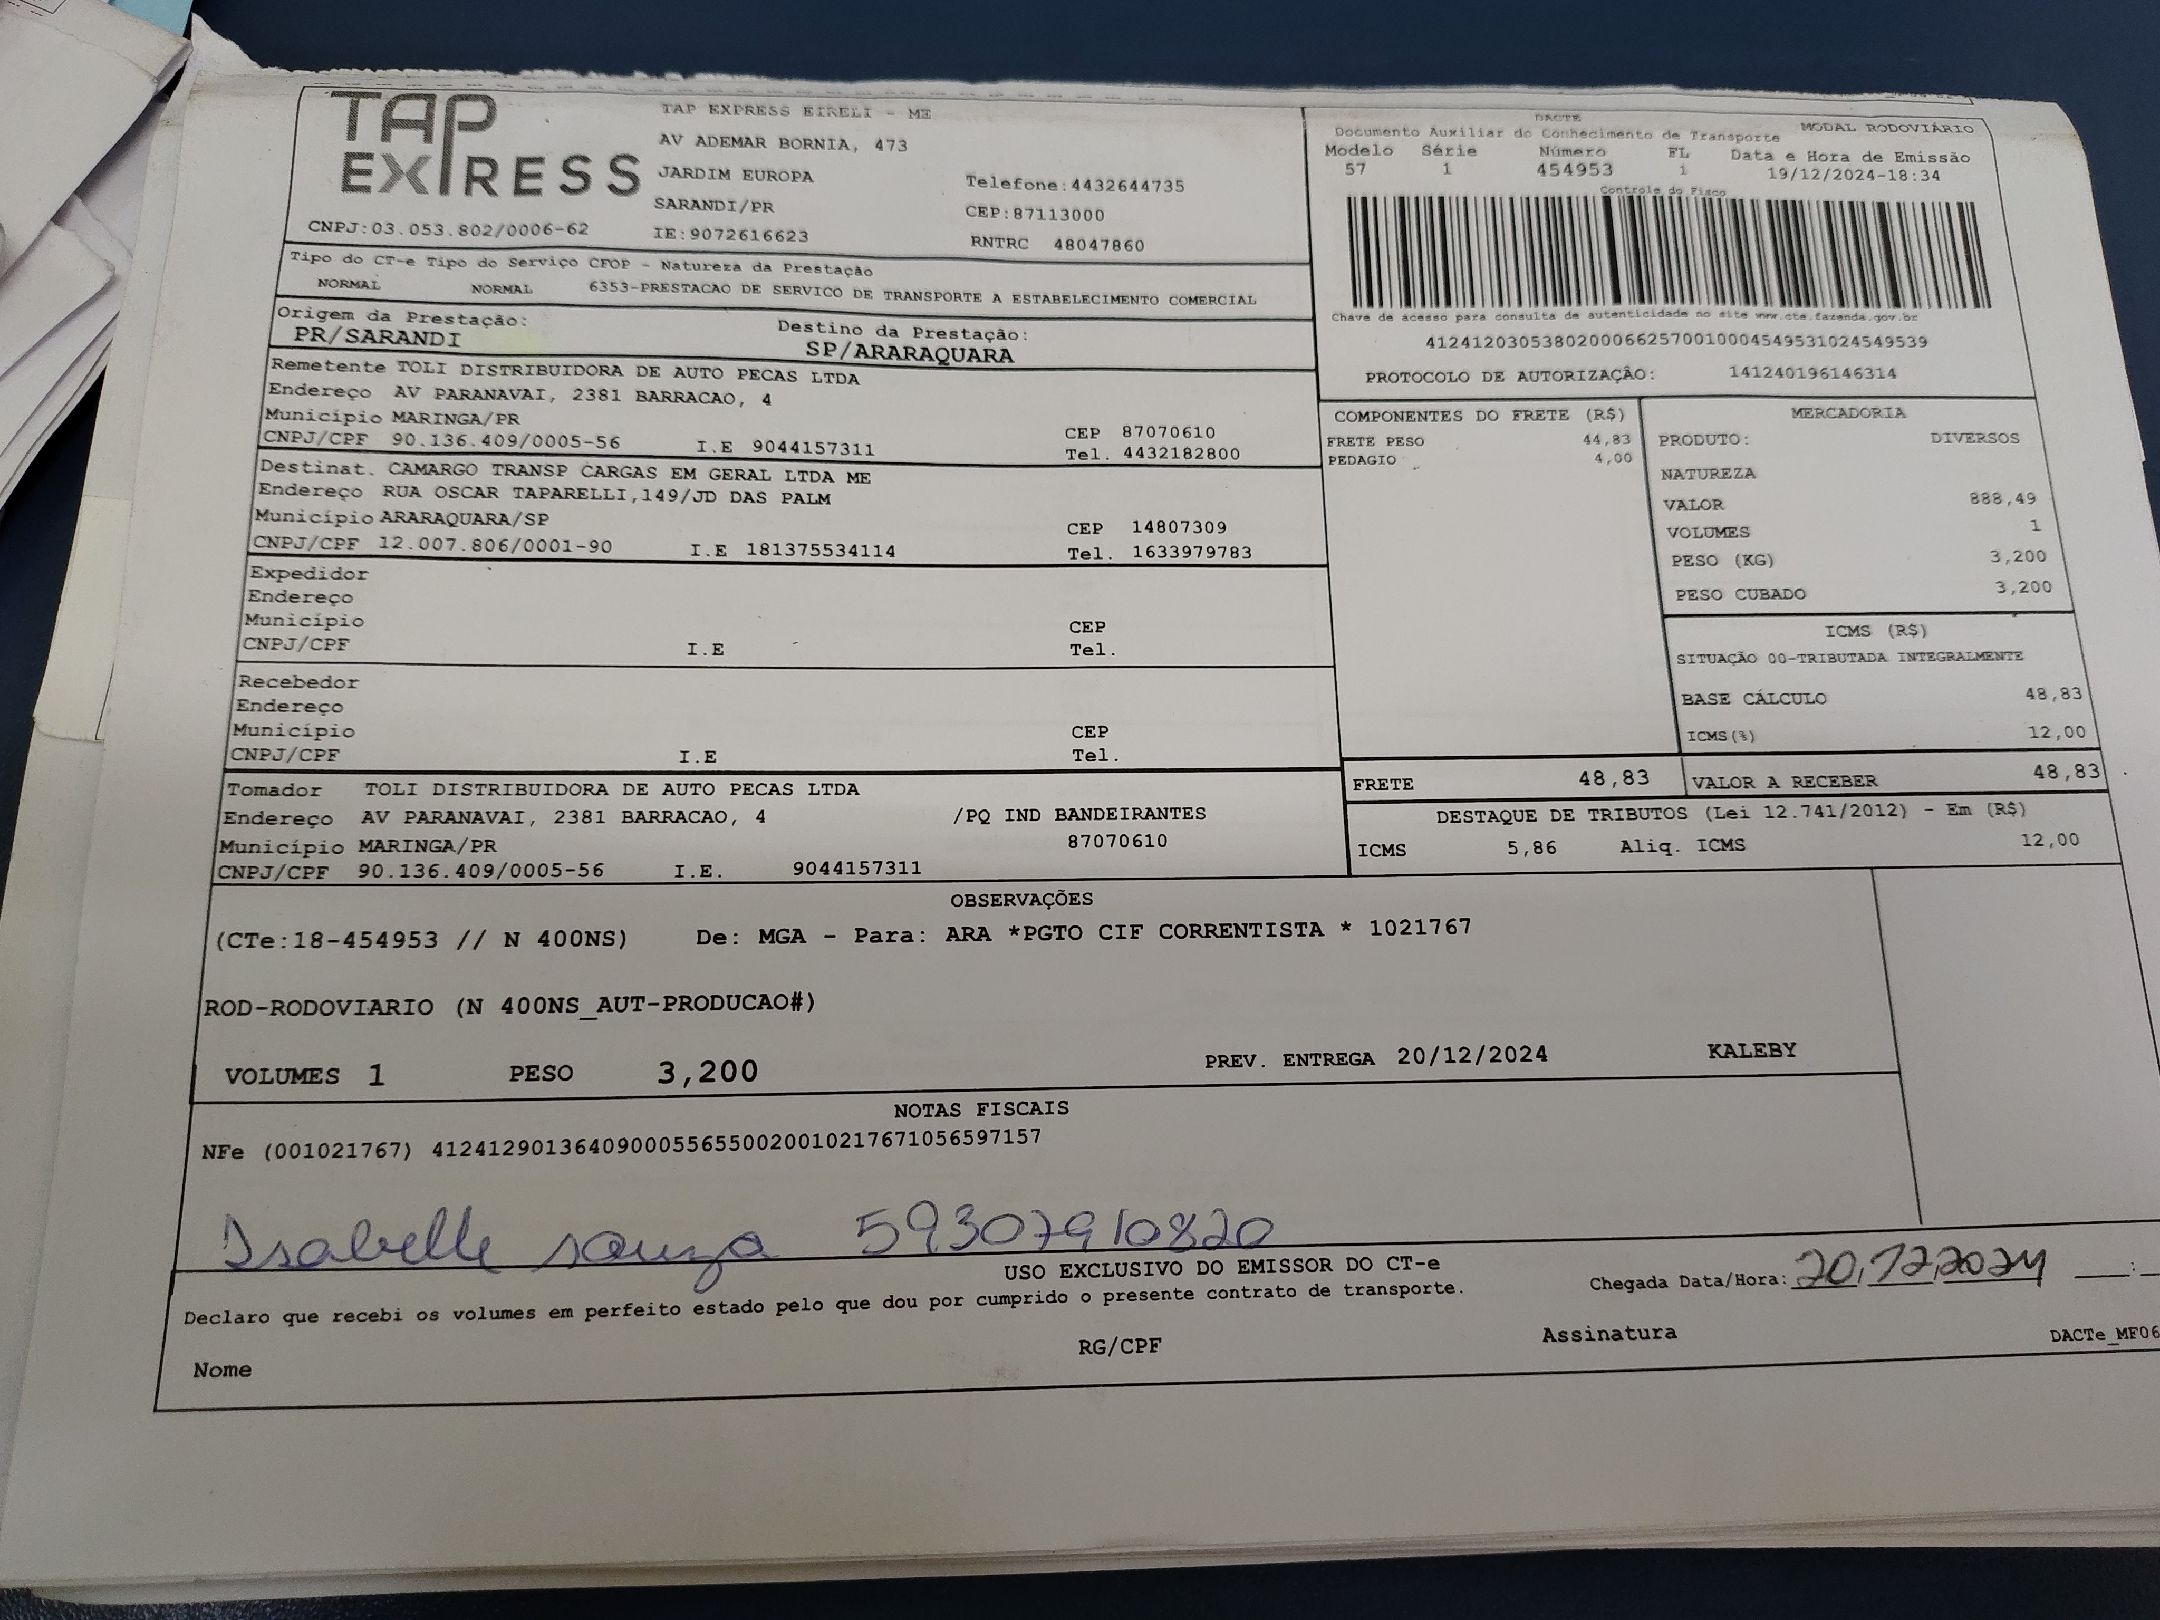 TAP EXPRESS
TAP EXPRESS EIRELI - ME
AV ADEMAR BORNIA, 473
JARDIM EUROPA Telefone:4432644735
SARANDI/PR CEP:87113000
CNPJ:03.053.802/0006-62 IE:9072616623 RNTRC 48047860
DACTE
Documento Auxiliar do Conhecimento de Transporte MODAL RODOVIÁRIO
Modelo Série Número FL Data e Hora de Emissão
57 1 454953 1 19/12/2024-18:34
Controle do Fisco
Chave de acesso para consulta de autenticidade no site www.cte.fazenda.gov.br
41241203053802000662570010004549531024549539
PROTOCOLO DE AUTORIZAÇÃO: 141240196146314
Tipo do CT-e Tipo do Serviço CFOP - Natureza da Prestação
NORMAL NORMAL 6353-PRESTACAO DE SERVICO DE TRANSPORTE A ESTABELECIMENTO COMERCIAL
Origem da Prestação: Destino da Prestação:
PR/SARANDI SP/ARARAQUARA
Remetente TOLI DISTRIBUIDORA DE AUTO PECAS LTDA
Endereço AV PARANAVAI, 2381 BARRACAO, 4
Município MARINGA/PR CEP 87070610
CNPJ/CPF 90.136.409/0005-56 I.E 9044157311 Tel. 4432182800
Destinat. CAMARGO TRANSP CARGAS EM GERAL LTDA ME
Endereço RUA OSCAR TAPARELLI,149/JD DAS PALM
Município ARARAQUARA/SP CEP 14807309
CNPJ/CPF 12.007.806/0001-90 I.E 181375534114 Tel. 1633979783
Expedidor
Endereço
Município CEP
CNPJ/CPF I.E Tel.
Recebedor
Endereço
Município CEP
CNPJ/CPF I.E Tel.
Tomador TOLI DISTRIBUIDORA DE AUTO PECAS LTDA
Endereço AV PARANAVAI, 2381 BARRACAO, 4 /PQ IND BANDEIRANTES
Município MARINGA/PR 87070610
CNPJ/CPF 90.136.409/0005-56 I.E. 9044157311
COMPONENTES DO FRETE (R$)
FRETE PESO 44,83
PEDAGIO 4,00
MERCADORIA
PRODUTO: DIVERSOS
NATUREZA
VALOR 888,49
VOLUMES 1
PESO (KG) 3,200
PESO CUBADO 3,200
ICMS (R$)
SITUAÇÃO 00-TRIBUTADA INTEGRALMENTE
BASE CÁLCULO 48,83
ICMS(%) 12,00
FRETE 48,83 VALOR A RECEBER 48,83
DESTAQUE DE TRIBUTOS (Lei 12.741/2012) - Em (R$)
ICMS 5,86 Aliq. ICMS 12,00
OBSERVAÇÕES
(CTe:18-454953 // N 400NS) De: MGA - Para: ARA *PGTO CIF CORRENTISTA * 1021767
ROD-RODOVIARIO (N 400NS_AUT-PRODUCAO#)
VOLUMES 1 PESO 3,200 PREV. ENTREGA 20/12/2024 KALEBY
NOTAS FISCAIS
NFe (001021767) 41241290136409000556550020010217671056597157
Isabelle souza 59307910820
USO EXCLUSIVO DO EMISSOR DO CT-e
Declaro que recebi os volumes em perfeito estado pelo que dou por cumprido o presente contrato de transporte. Chegada Data/Hora: 20,12,2024 :
Nome RG/CPF Assinatura DACTe_MF06